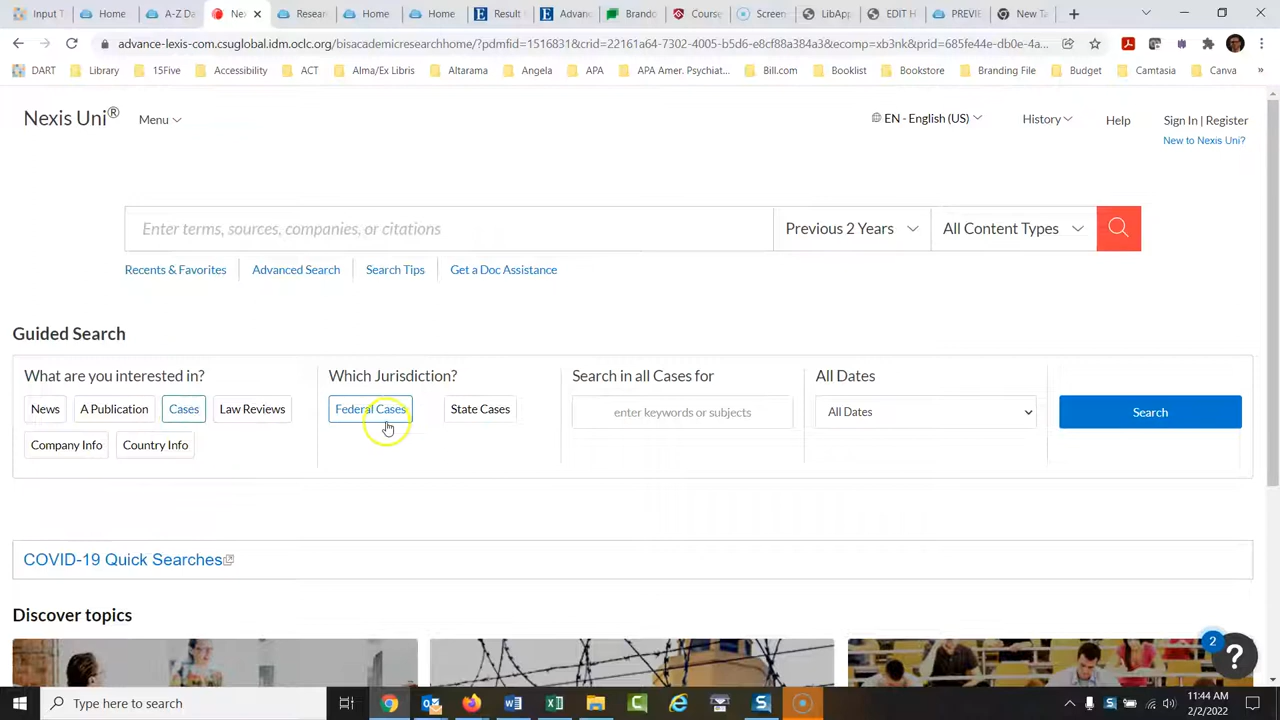 Input T
Home
A-Z Da
Nex
Resear
Home
Home
Result
Advan
Brando
Course
Screen
LibApp
EDIT H
PREVIE
New Ta
advance-lexis-com.csuglobal.idm.oclc.org/bisacademicresearchhome/?pdmfid=1516831&crid=22161a64-7302-4005-b5d6-e8cf3caff647&aci=la&ecomp=xb3nk&prid=685fe44e-db0e-4a...
DART Library 15Five Accessibility ACT Alma/Ex Libris Altarama Angela APA APA Amer. Psychiat... Bill.com Booklist Bookstore Branding File Budget Camtasia Canva »
Nexis Uni® Menu
EN - English (US) History Help Sign In | Register
New to Nexis Uni?
Enter terms, sources, companies, or citations Previous 2 Years All Content Types
Recents & Favorites Advanced Search Search Tips Get a Doc Assistance
Guided Search
What are you interested in? Which Jurisdiction? Search in all Cases for All Dates
News A Publication Cases Law Reviews Federal Cases State Cases enter keywords or subjects All Dates Search
Company Info Country Info
COVID-19 Quick Searches
Discover topics
2
?
Type here to search
11:44 AM
2/2/2022